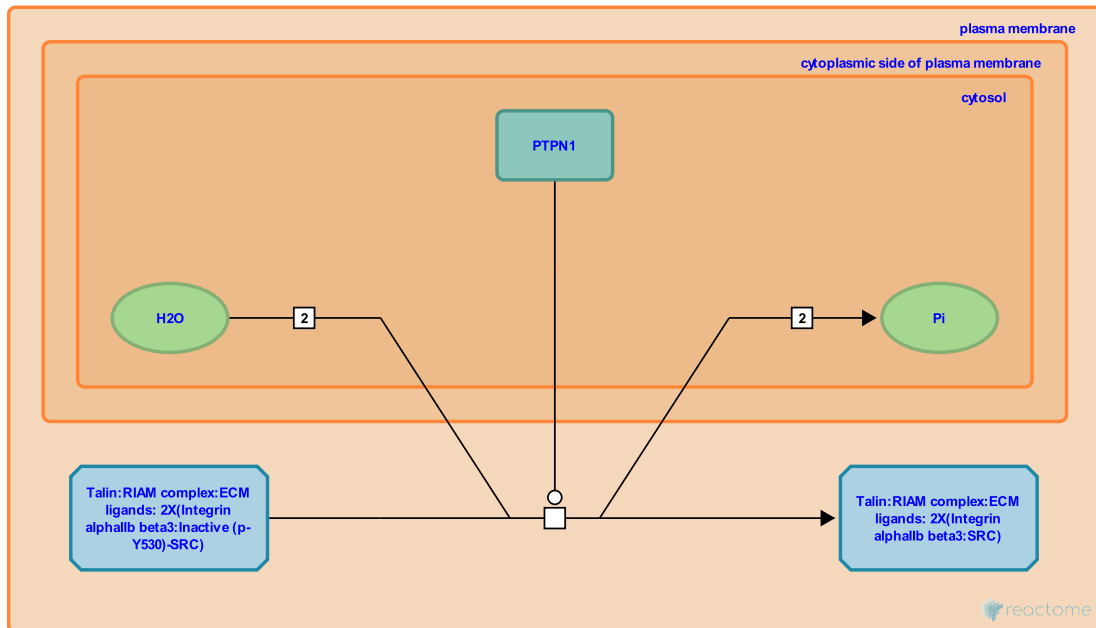 plasma membrane
cytoplasmic side of plasma membrane
cytosol
PTPN1
H2O
2
2
Pi
Talin:RIAM complex:ECM
ligands: 2X(Integrin
alphaIIb beta3:Inactive (p-
Y530)-SRC)
Talin:RIAM complex:ECM
ligands: 2X(Integrin
alphaIIb beta3:SRC)
reactome